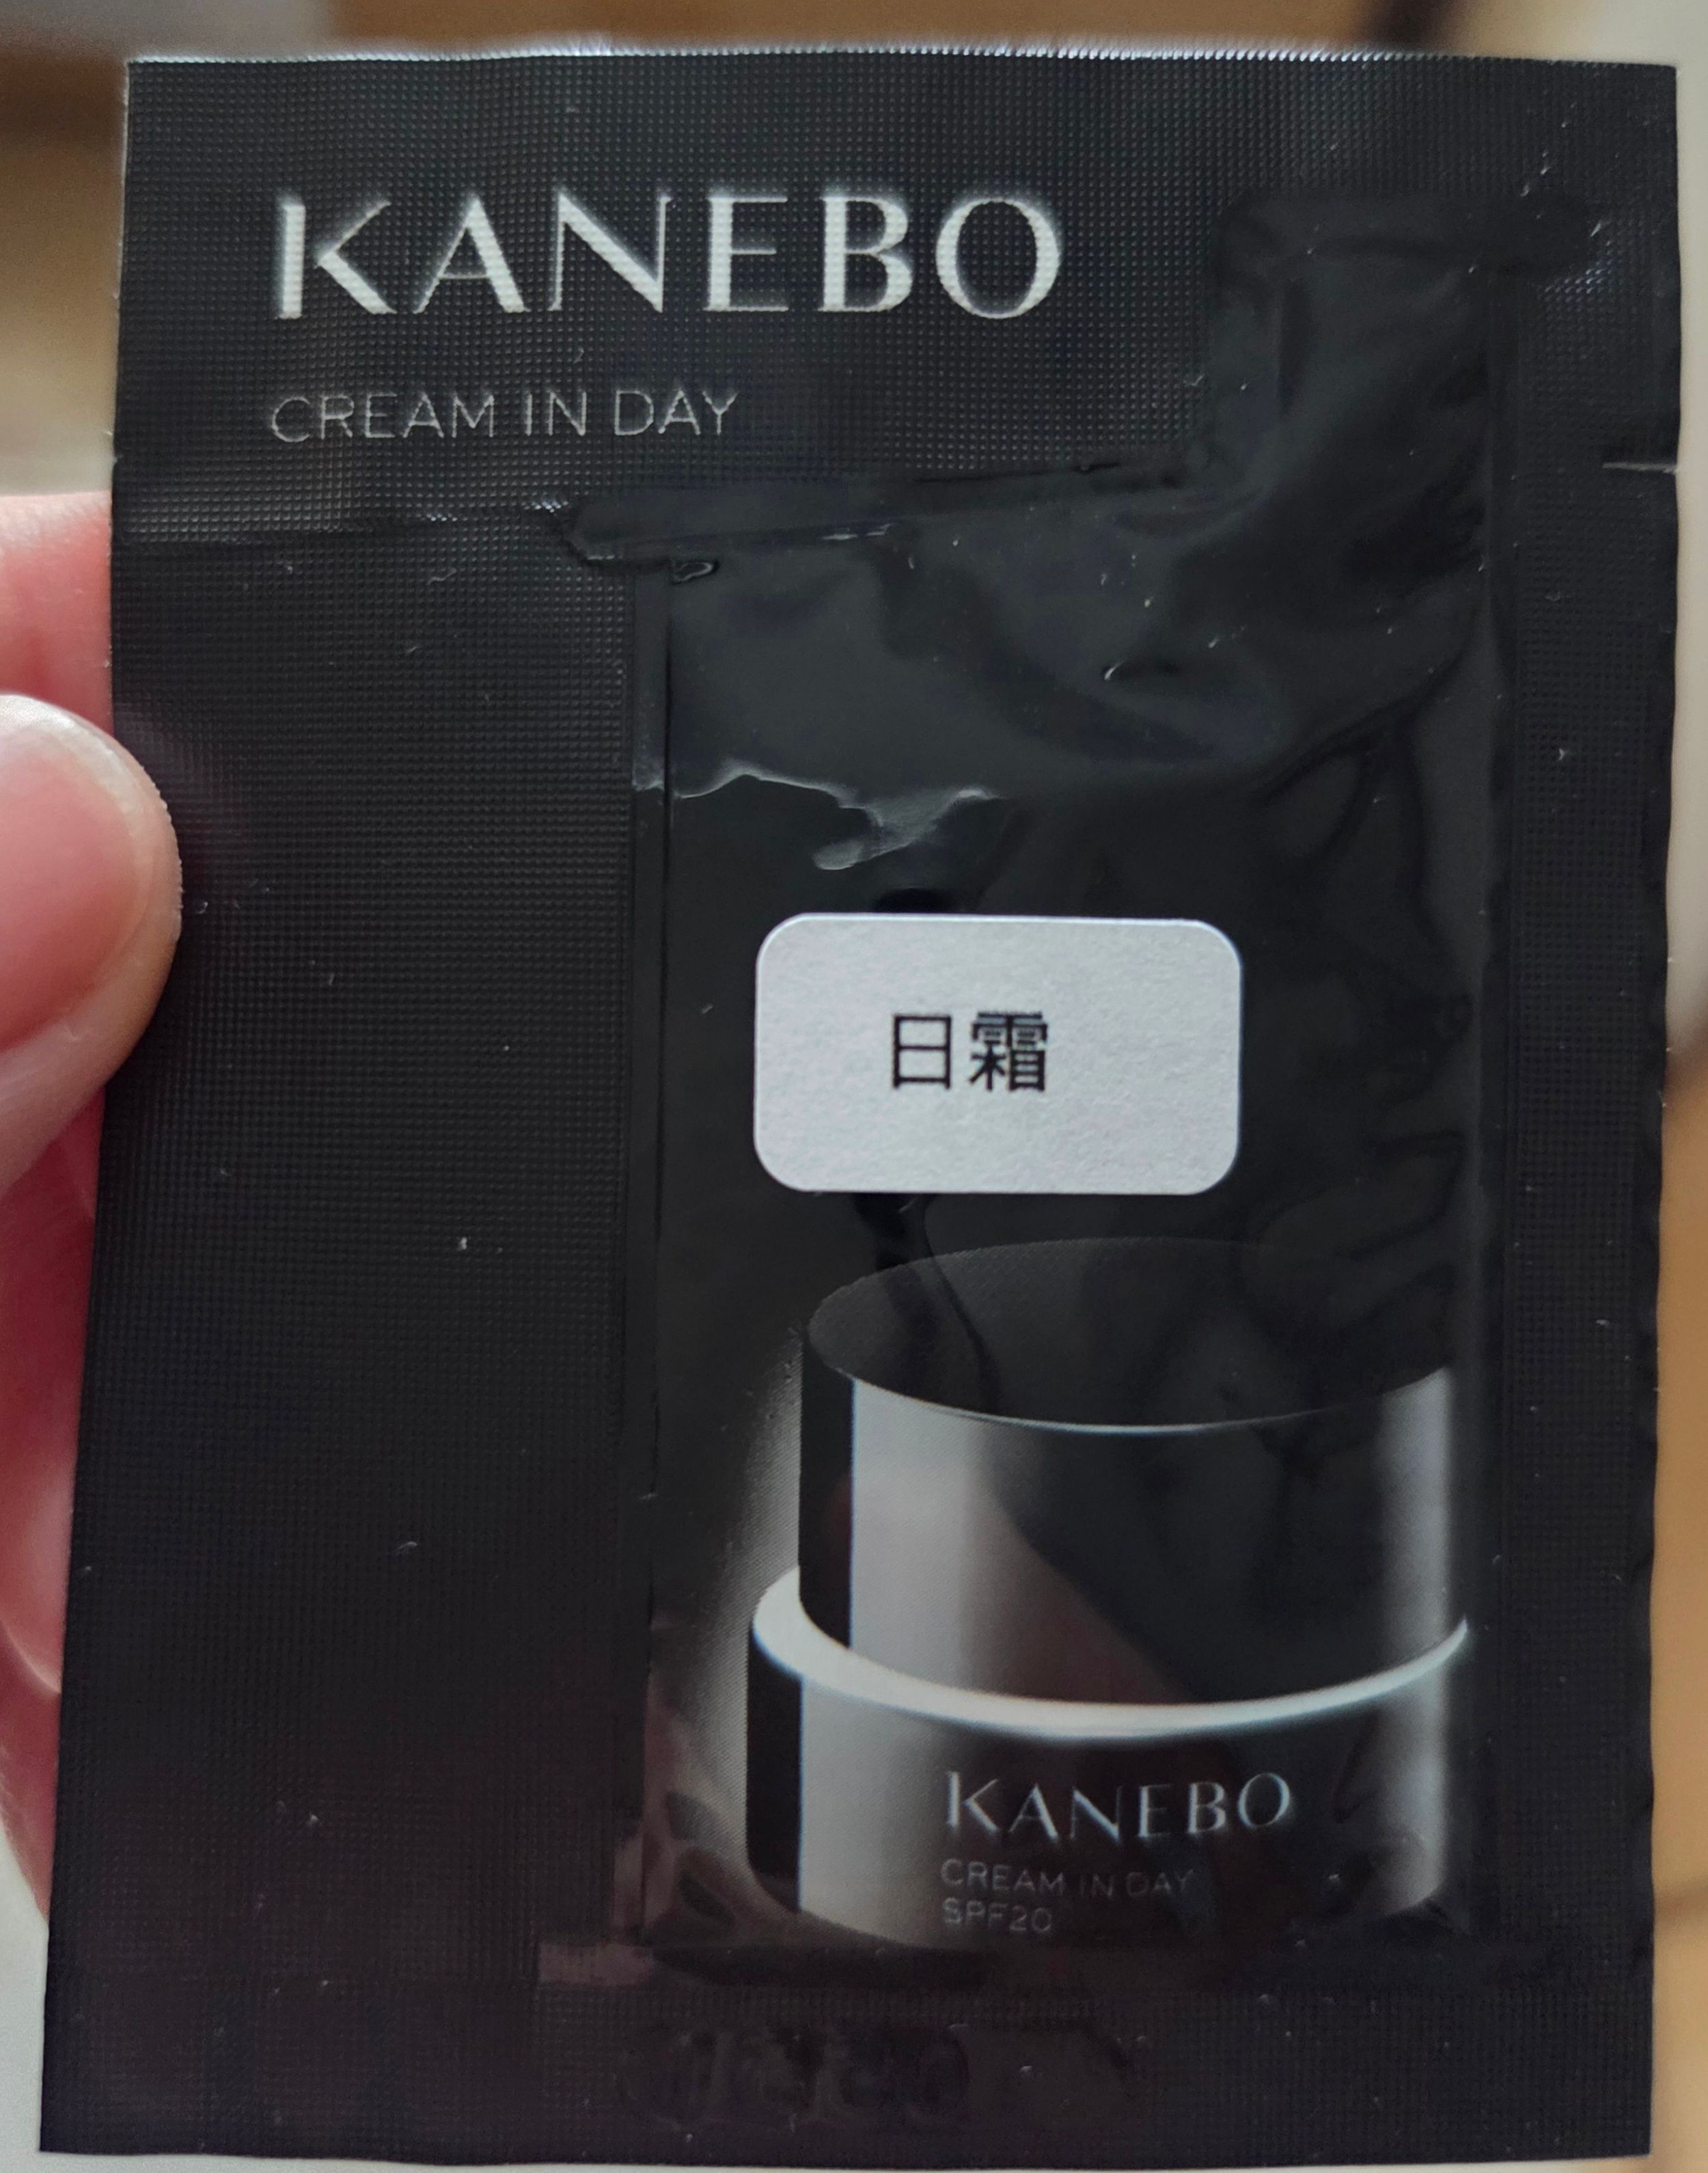 KANEBO
CREAM IN DAY
日霜
KANEBO
CREAM IN DAY
SPF20